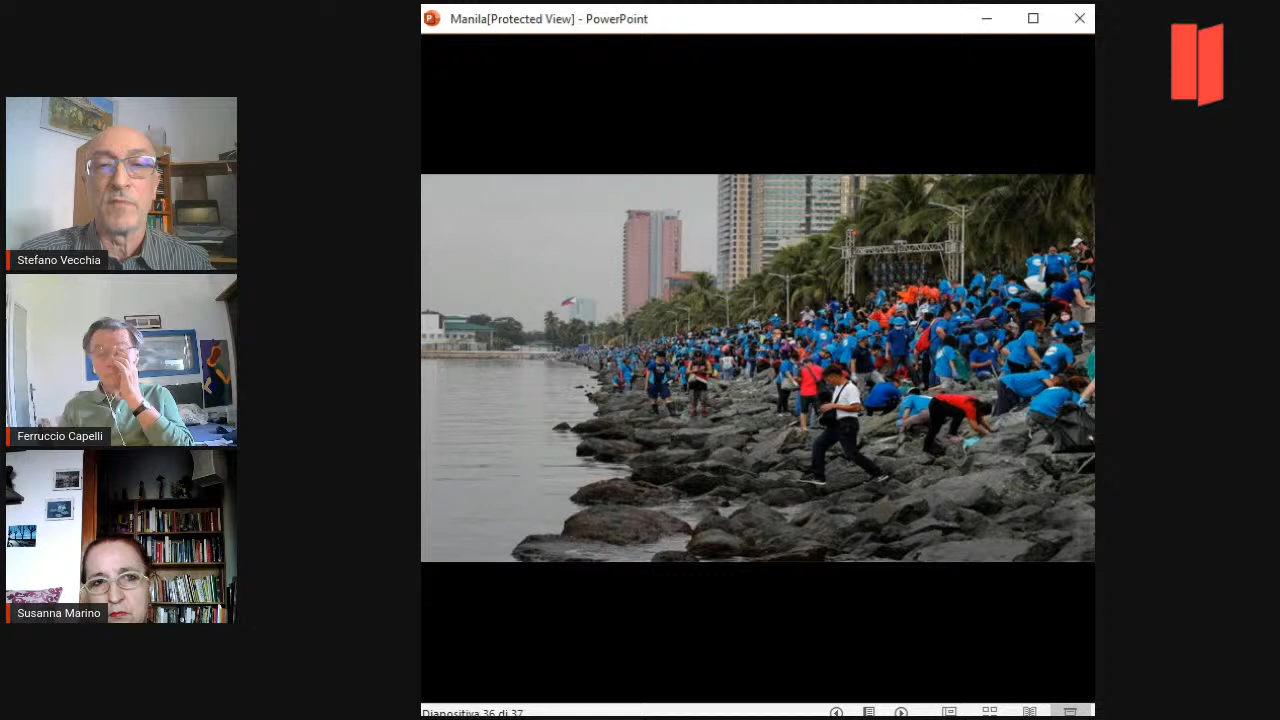 Manila[Protected View] - PowerPoint
Stefano Vecchia
Ferruccio Capelli
Susanna Marino
Diapositiva 36 di 37